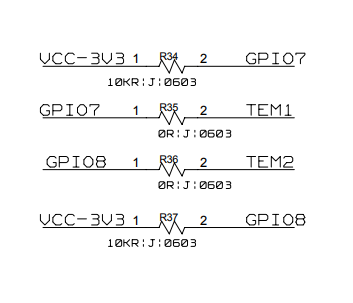 VCC-3V3 1 R34 2 GPIO7
10KR:J:0603
GPIO7 1 R35 2 TEM1
0R:J:0603
GPIO8 1 R36 2 TEM2
0R:J:0603
VCC-3V3 1 R37 2 GPIO8
10KR:J:0603